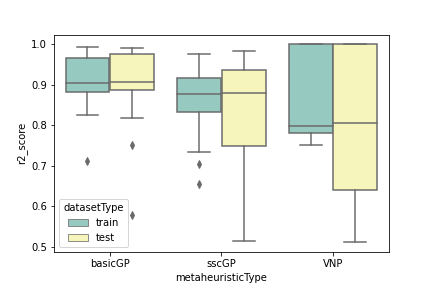 1.0
0.9
0.8
0.7
0.6
0.5
r2_score
datasetType
train
test
basicGP
sscGP
VNP
metaheuristicType